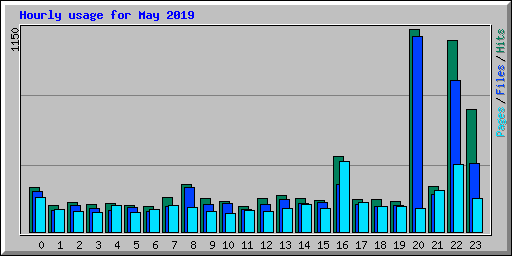 Hourly usage for May 2019
1150
Pages / Files / Hits
0 1 2 3 4 5 6 7 8 9 10 11 12 13 14 15 16 17 18 19 20 21 22 23